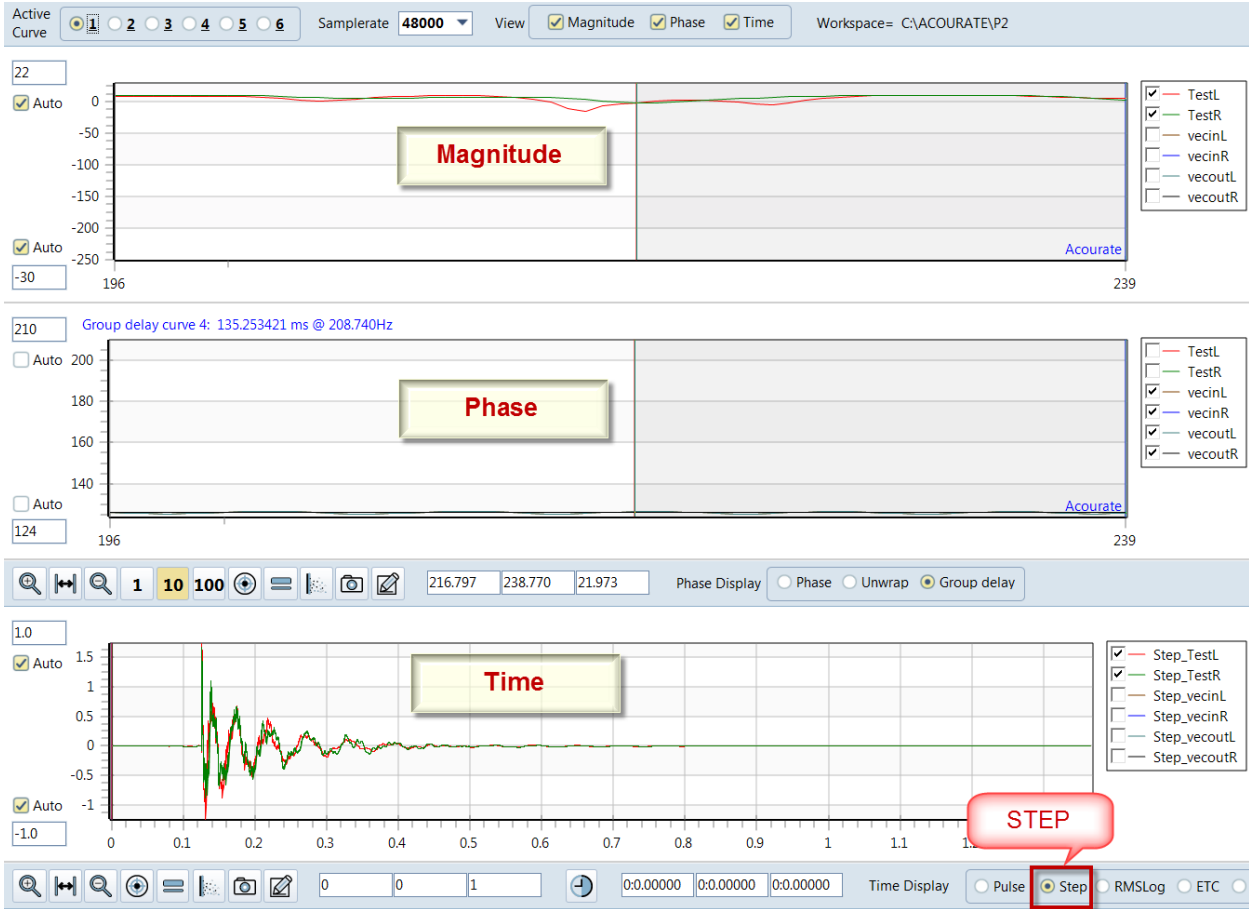 Active Curve 1 2 3 4 5 6 Samplerate 48000 View Magnitude Phase Time Workspace= C:\ACOURATE\P2
22
Auto
0
-50
-100
-150
-200
-250
Auto
-30
Magnitude
Acourate
196 239
TestL
TestR
vecinL
vecinR
vecoutL
vecoutR
210 Group delay curve 4: 135.253421 ms @ 208.740Hz
Auto
200
180
160
140
Auto
124
Phase
Acourate
196 239
TestL
TestR
vecinL
vecinR
vecoutL
vecoutR
1 10 100 216.797 238.770 21.973 Phase Display Phase Unwrap Group delay
1.0
Auto
1.5
1
0.5
0
-0.5
-1
Auto
-1.0
Time
0 0.1 0.2 0.3 0.4 0.5 0.6 0.7 0.8 0.9 1 1.1
Step_TestL
Step_TestR
Step_vecinL
Step_vecinR
Step_vecoutL
Step_vecoutR
STEP
0 0 1 0:0.00000 0:0.00000 0:0.00000 Time Display Pulse Step RMSLog ETC